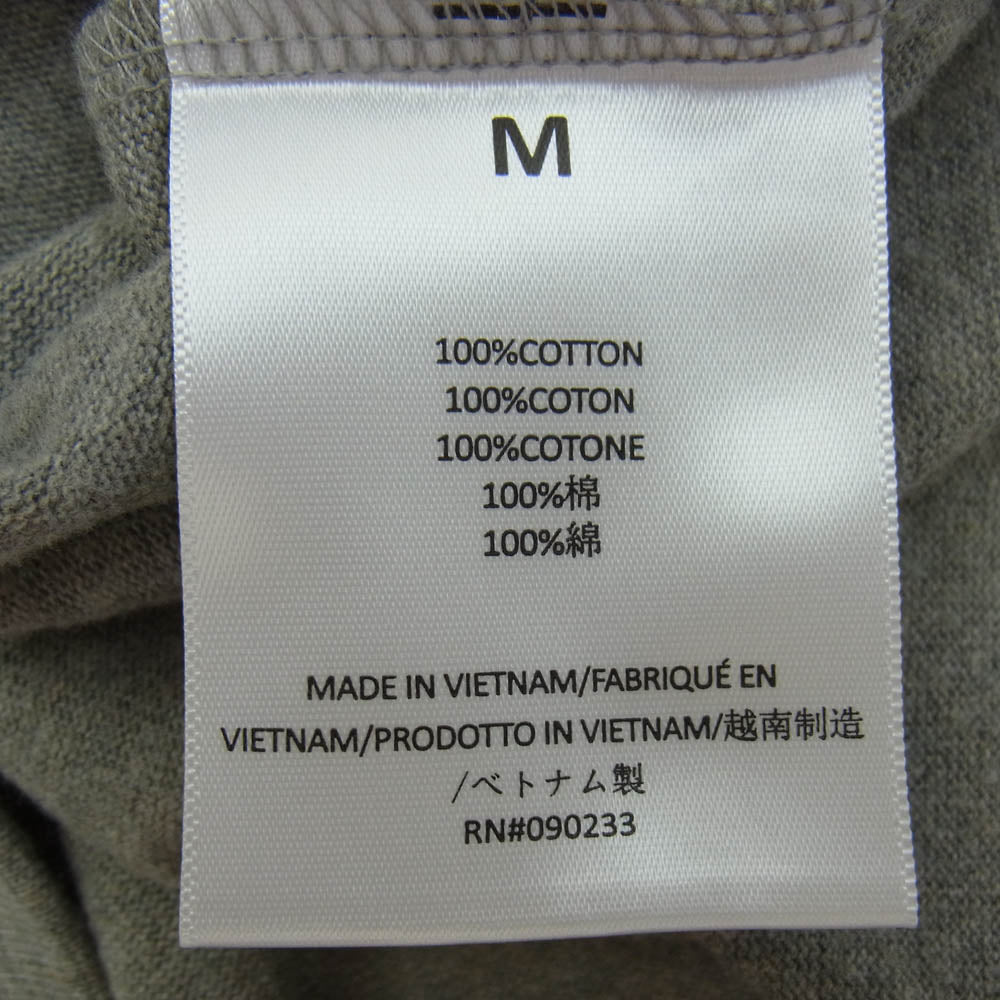 M
100%COTTON
100%COTON
100%COTONE
100%棉
100%綿
MADE IN VIETNAM/FABRIQUÉ EN
VIETNAM/PRODOTTO IN VIETNAM/越南制造
/ベトナム製
RN#090233